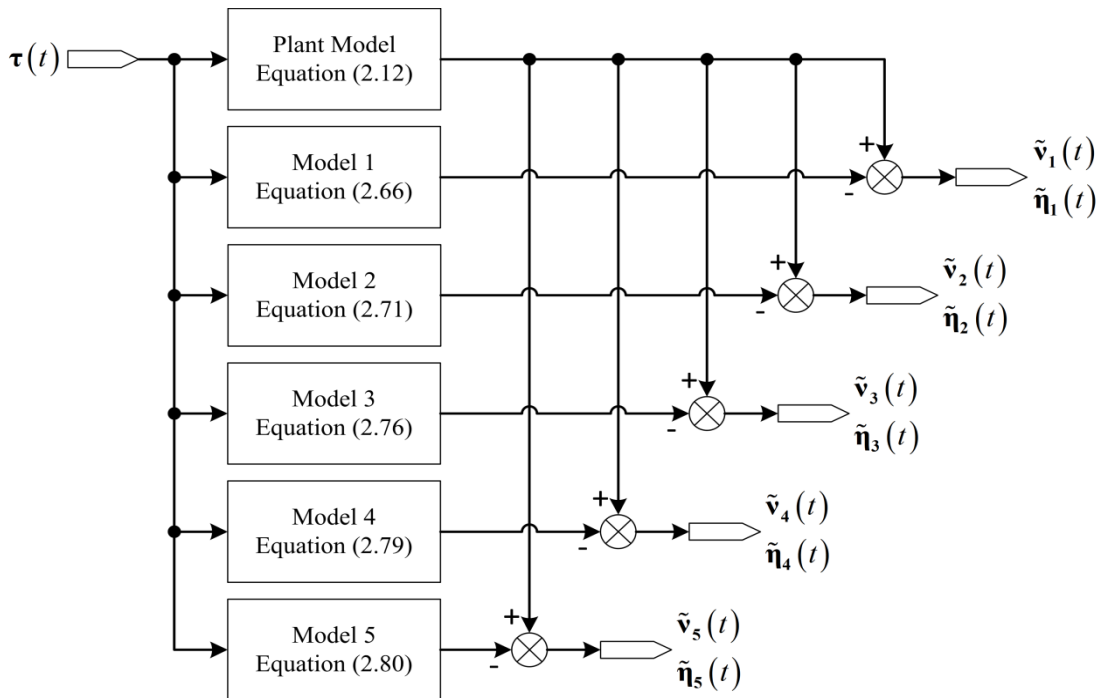 τ(t)
Plant Model
Equation (2.12)
Model 1
Equation (2.66)
+
-
ṽ₁(t)
η̃₁(t)
Model 2
Equation (2.71)
+
-
ṽ₂(t)
η̃₂(t)
Model 3
Equation (2.76)
+
-
ṽ₃(t)
η̃₃(t)
Model 4
Equation (2.79)
+
-
ṽ₄(t)
η̃₄(t)
Model 5
Equation (2.80)
+
-
ṽ₅(t)
η̃₅(t)